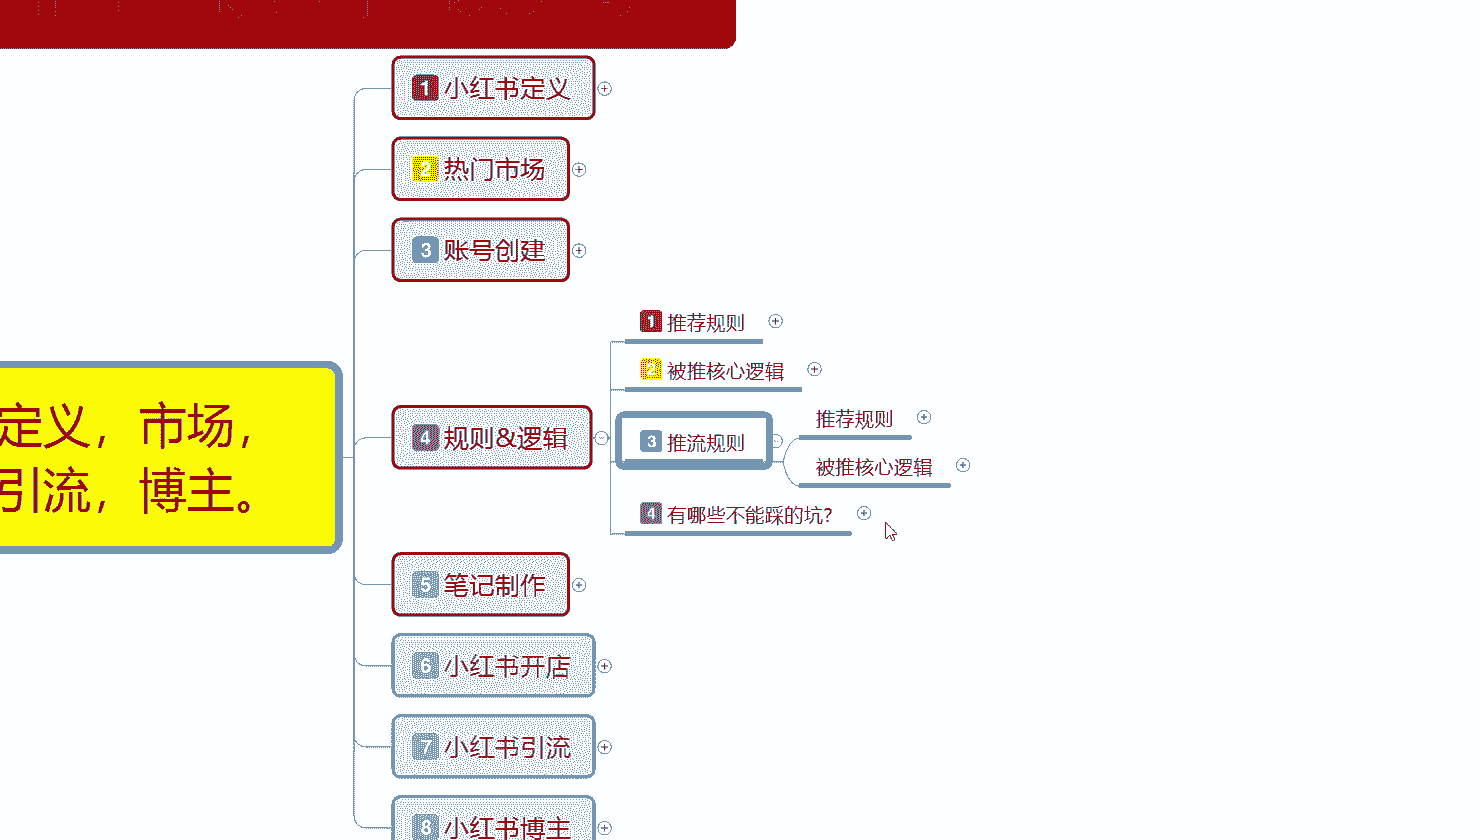 1 小红书定义
2 热门市场
3 账号创建
1 推荐规则
2 被推核心逻辑
定义，市场，
引流，博主。
4 规则&逻辑
3 推流规则
推荐规则
被推核心逻辑
4 有哪些不能踩的坑?
5 笔记制作
6 小红书开店
7 小红书引流
8 小红书博主